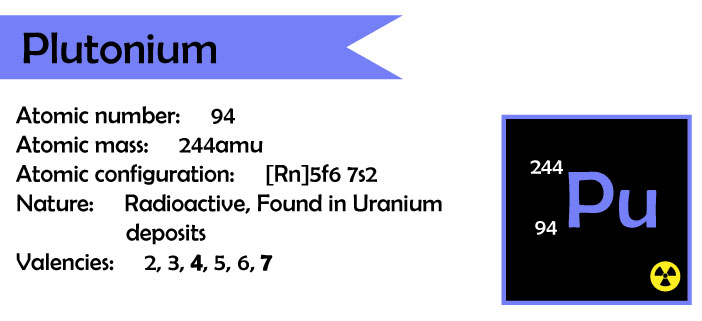 Plutonium
Atomic number: 94
Atomic mass: 244amu
Atomic configuration: [Rn]5f6 7s2
Nature: Radioactive, Found in Uranium
deposits
Valencies: 2, 3, 4, 5, 6, 7
244
Pu
94